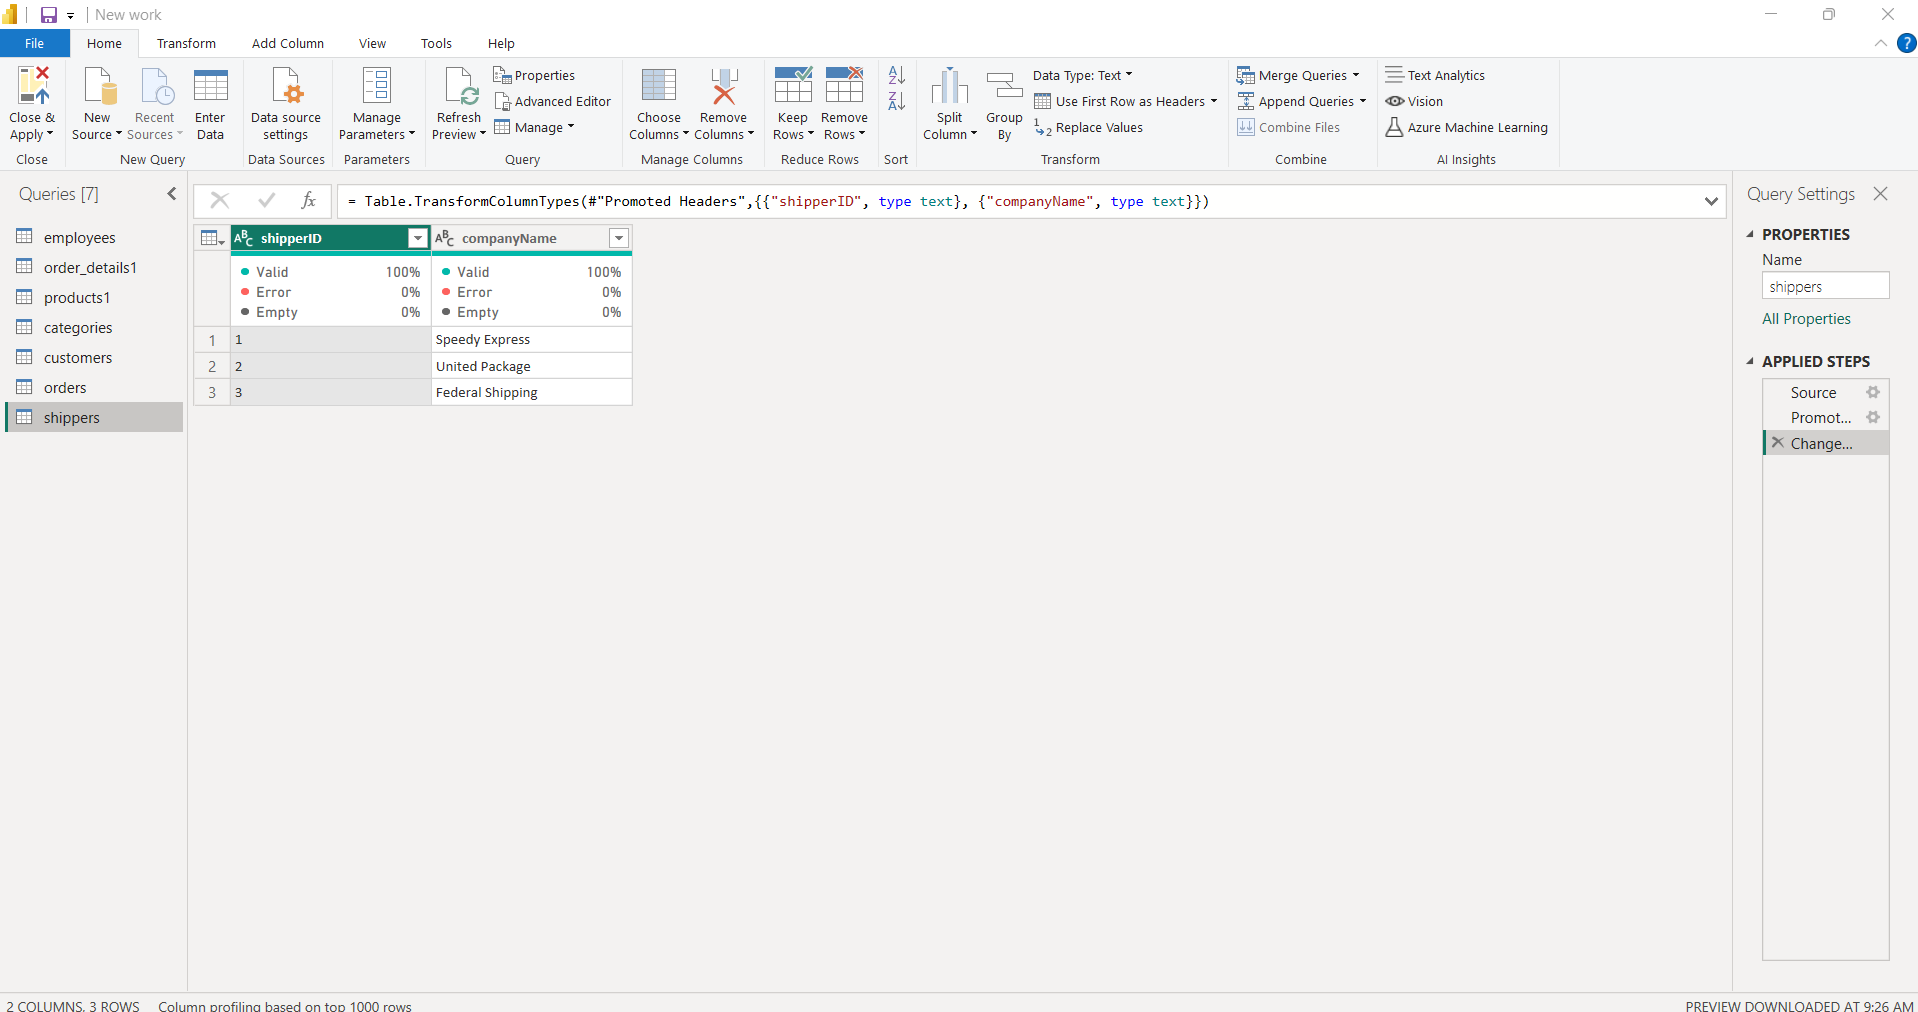 New work
File Home Transform Add Column View Tools Help
Close & Apply
Close
New Source
Recent Sources
Enter Data
New Query
Data source settings
Data Sources
Manage Parameters
Parameters
Refresh Preview
Properties
Advanced Editor
Manage
Query
Choose Columns
Remove Columns
Manage Columns
Keep Rows
Remove Rows
Reduce Rows
Sort
Split Column
Group By
Data Type: Text
Use First Row as Headers
Replace Values
Transform
Merge Queries
Append Queries
Combine Files
Combine
Text Analytics
Vision
Azure Machine Learning
AI Insights
Queries [7]
employees
order_details1
products1
categories
customers
orders
shippers
fx
= Table.TransformColumnTypes(#"Promoted Headers",{{"shipperID", type text}, {"companyName", type text}})
ABC shipperID ABC companyName
Valid 100% Valid 100%
Error 0% Error 0%
Empty 0% Empty 0%
1 1 Speedy Express
2 2 United Package
3 3 Federal Shipping
Query Settings
PROPERTIES
Name
shippers
All Properties
APPLIED STEPS
Source
Promot...
Change...
2 COLUMNS, 3 ROWS Column profiling based on top 1000 rows
PREVIEW DOWNLOADED AT 9:26 AM